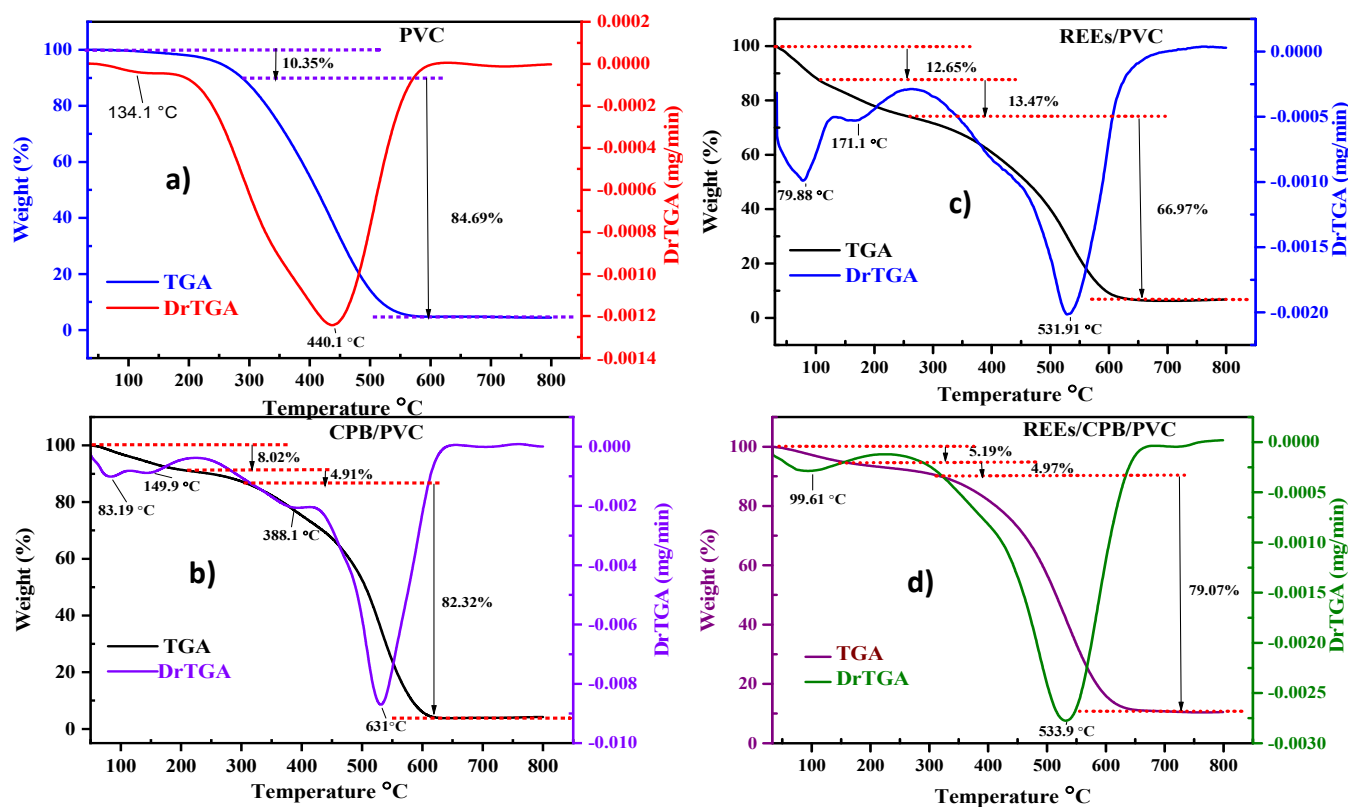 PVC
10.35%
134.1 °C
a)
84.69%
TGA
DrTGA
440.1 °C
Weight (%)
100
80
60
40
20
0
100 200 300 400 500 600 700 800
Temperature °C
DrTGA (mg/min)
0.0002
0.0000
-0.0002
-0.0004
-0.0006
-0.0008
-0.0010
-0.0012
-0.0014
REEs/PVC
12.65%
13.47%
171.1 °C
79.88 °C
c)
66.97%
TGA
DrTGA
531.91 °C
Weight (%)
100
80
60
40
20
0
100 200 300 400 500 600 700 800
Temperature °C
DrTGA (mg/min)
0.0000
-0.0005
-0.0010
-0.0015
-0.0020
CPB/PVC
8.02%
4.91%
149.9 °C
83.19 °C
388.1 °C
b)
82.32%
TGA
DrTGA
631°C
Weight (%)
100
80
60
40
20
0
100 200 300 400 500 600 700 800
Temperature °C
DrTGA (mg/min)
0.000
-0.002
-0.004
-0.006
-0.008
-0.010
REEs/CPB/PVC
5.19%
4.97%
99.61 °C
d)
79.07%
TGA
DrTGA
533.9 °C
Weight (%)
100
80
60
40
20
0
100 200 300 400 500 600 700 800
Temperature °C
DrTGA (mg/min)
0.0000
-0.0005
-0.0010
-0.0015
-0.0020
-0.0025
-0.0030